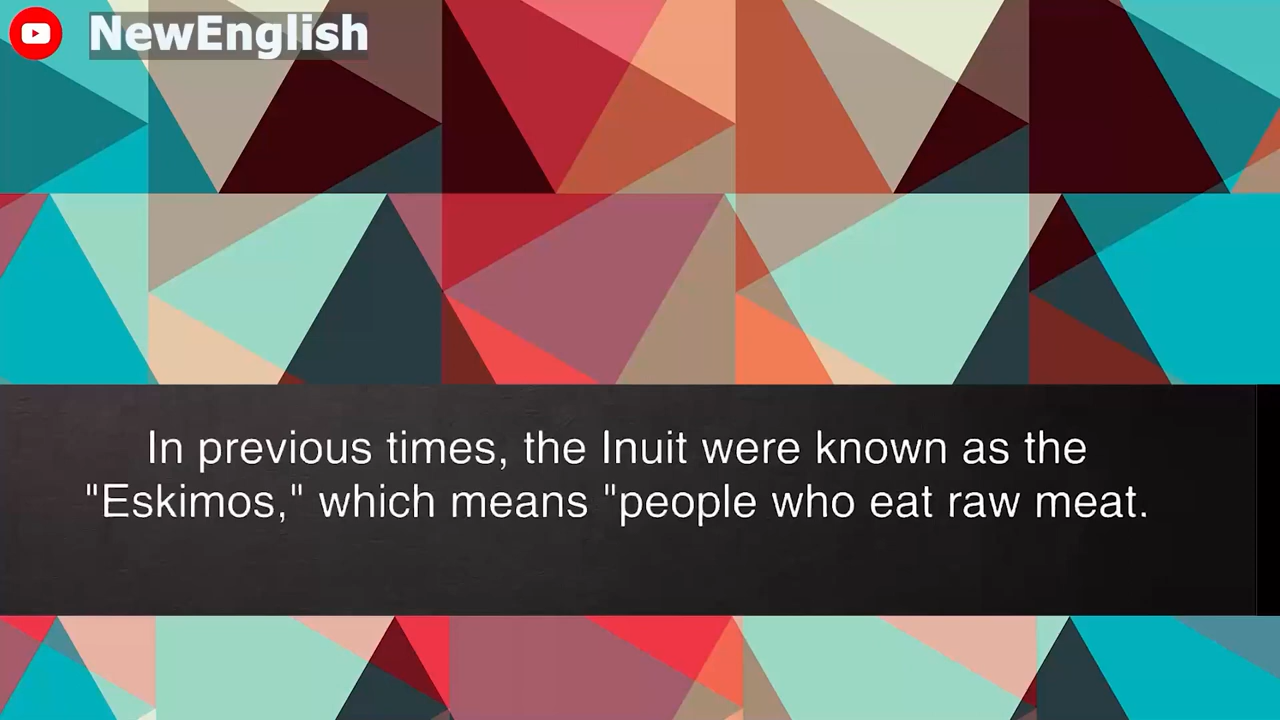 NewEnglish
In previous times, the Inuit were known as the
"Eskimos," which means "people who eat raw meat.